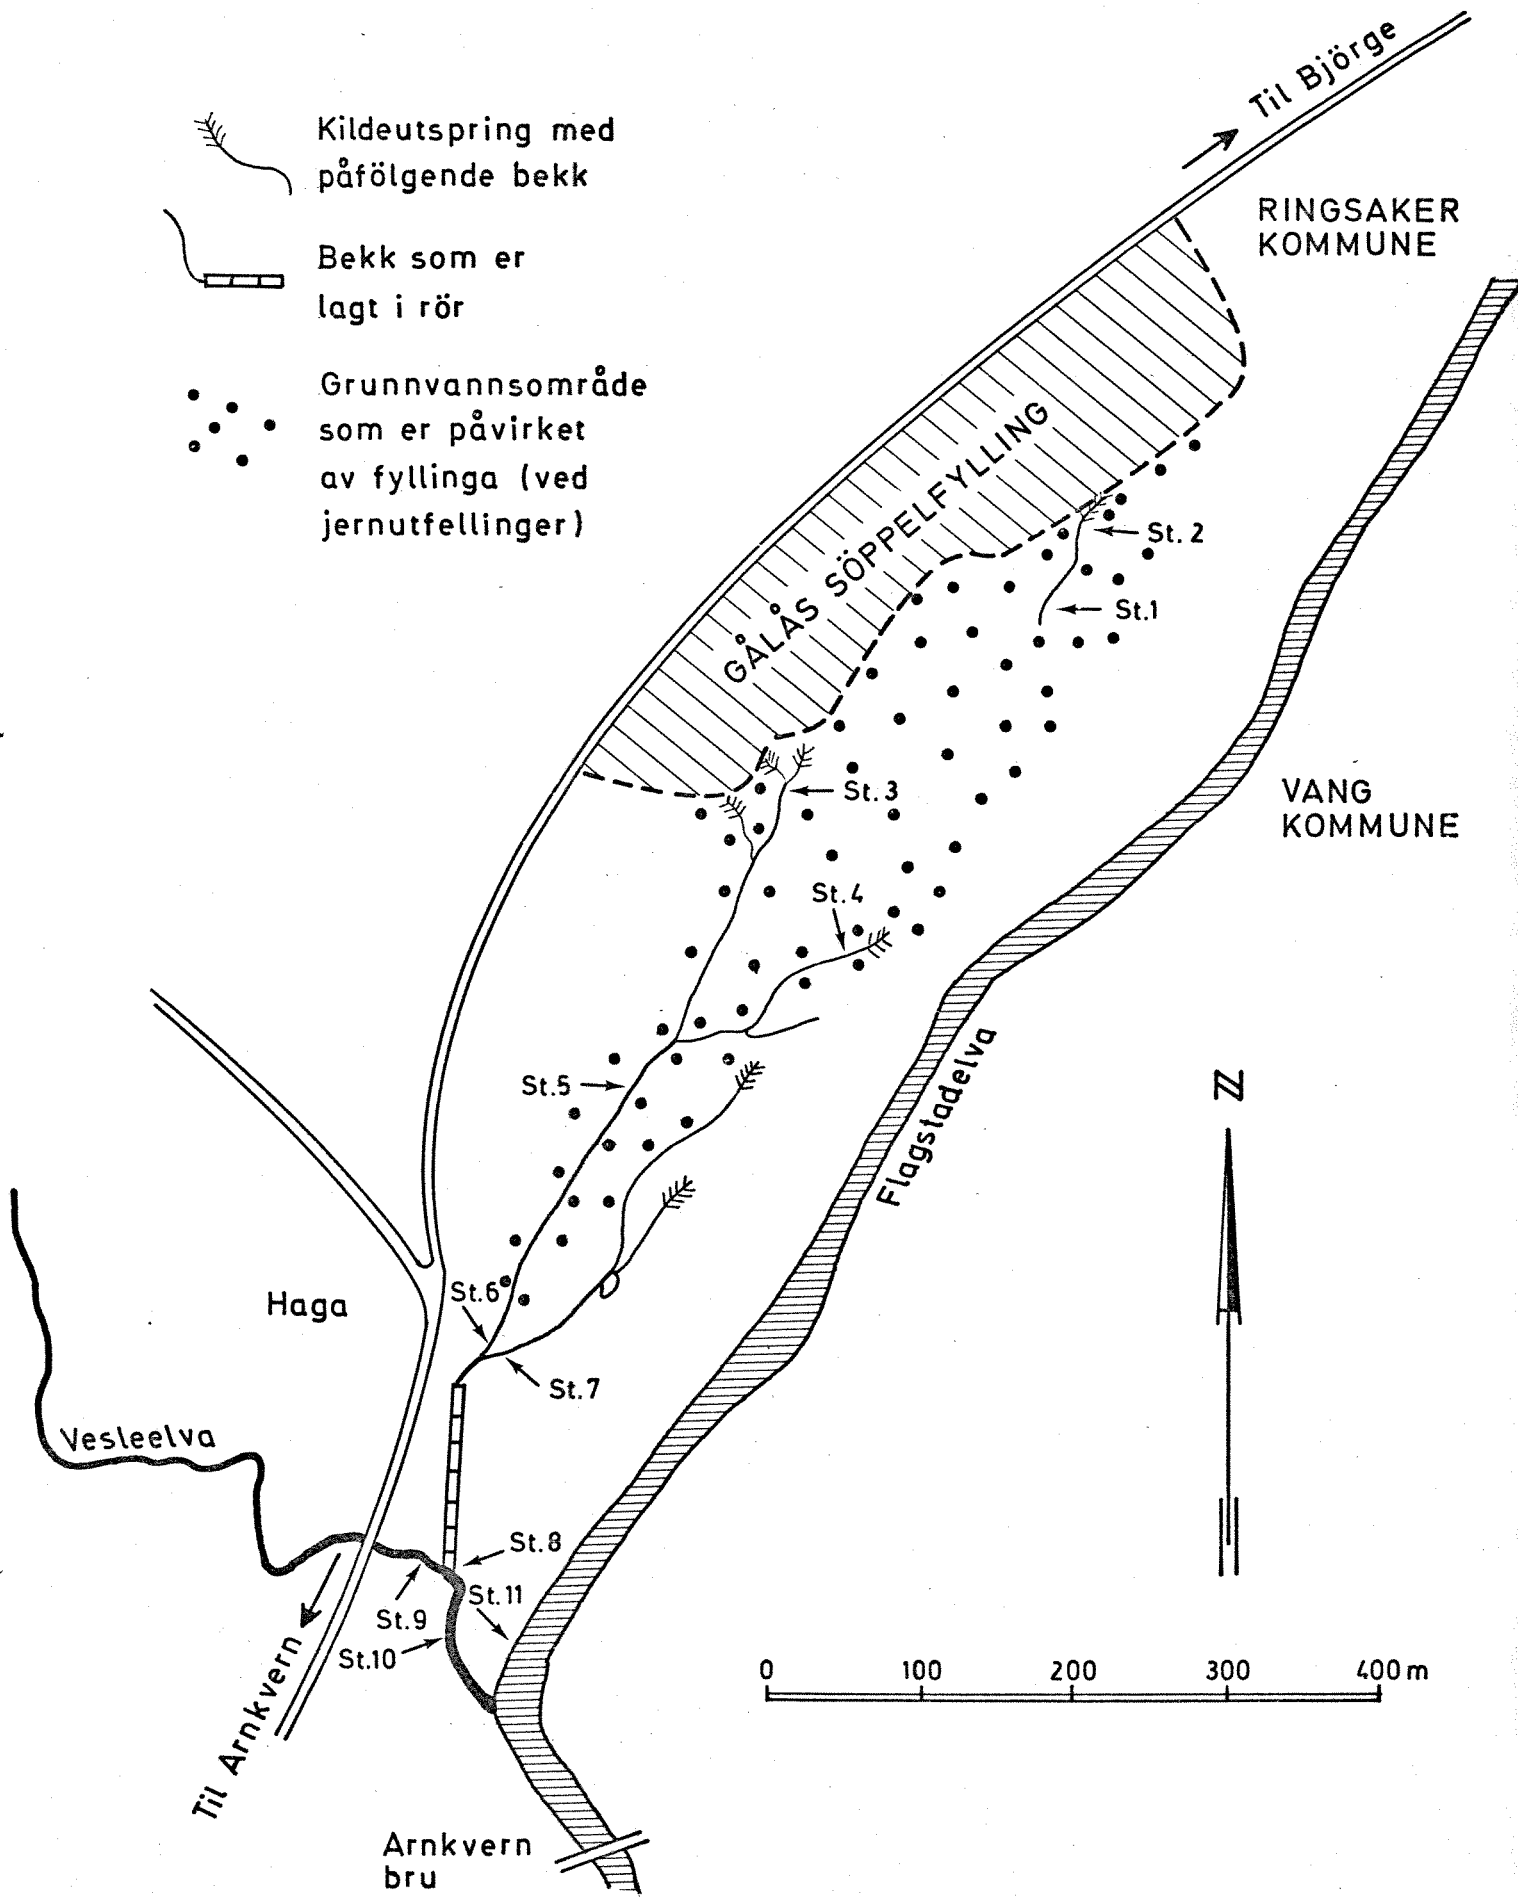 Til Björge
Kildeutspring med
påfölgende bekk
RINGSAKER
KOMMUNE
Bekk som er
lagt i rör
Grunnvannsområde
som er påvirket
av fyllinga (ved
jernutfellinger)
GÅLÅS SÖPPELFYLLING
St. 2
St.1
St.3
VANG
KOMMUNE
St.4
Flagstadelva
St.5
N
St.6
Haga
St.7
Vesleelva
St.8
St.11
St.9
St.10
Til Arnkvern
0 100 200 300 400 m
Arnkvern
bru